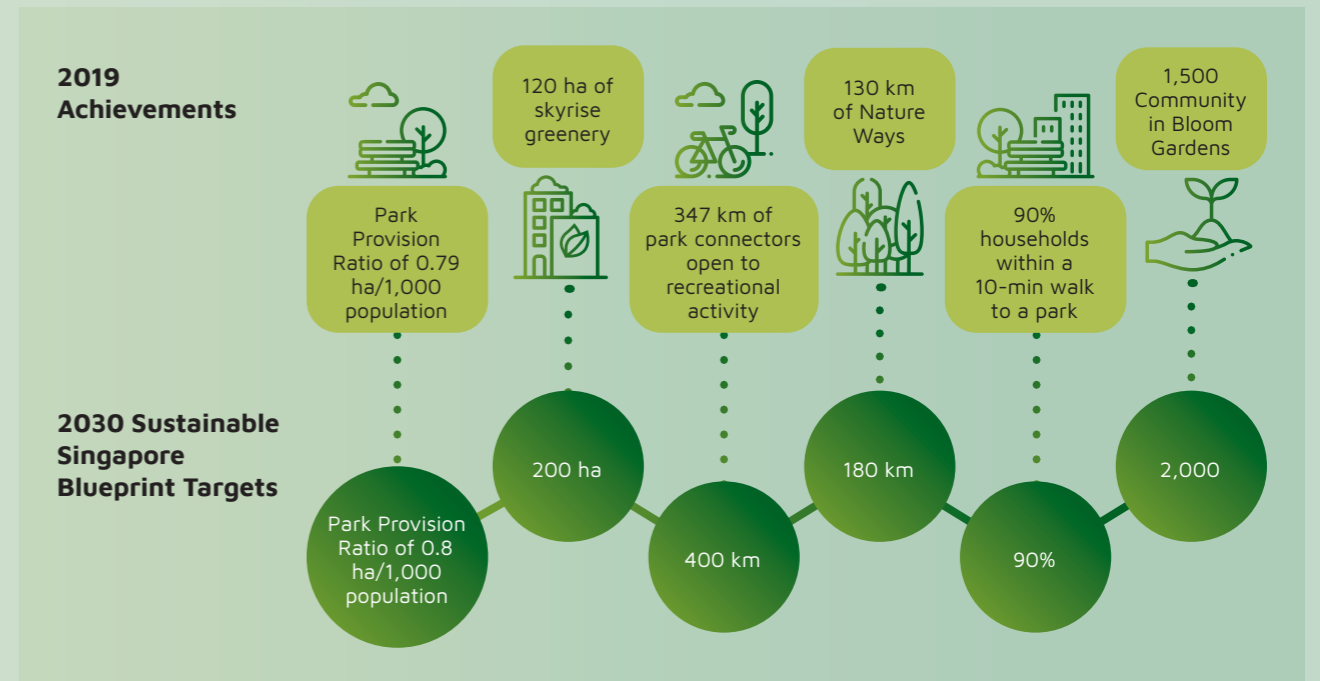 2019
Achievements
Park
Provision
Ratio of 0.79
ha/1,000
population
120 ha of
skyrise
greenery
347 km of
park connectors
open to
recreational
activity
130 km
of Nature
Ways
90%
households
within a
10-min walk
to a park
1,500
Community
in Bloom
Gardens
2030 Sustainable
Singapore
Blueprint Targets
Park Provision
Ratio of 0.8
ha/1,000
population
200 ha
400 km
180 km
90%
2,000